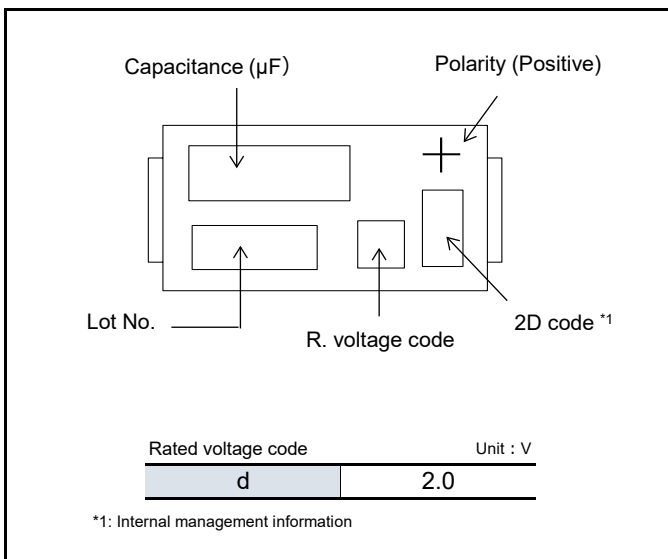 Capacitance (μF)
Polarity (Positive)
Lot No.
R. voltage code
2D code *1
Rated voltage code
Unit : V
d
2.0
*1: Internal management information